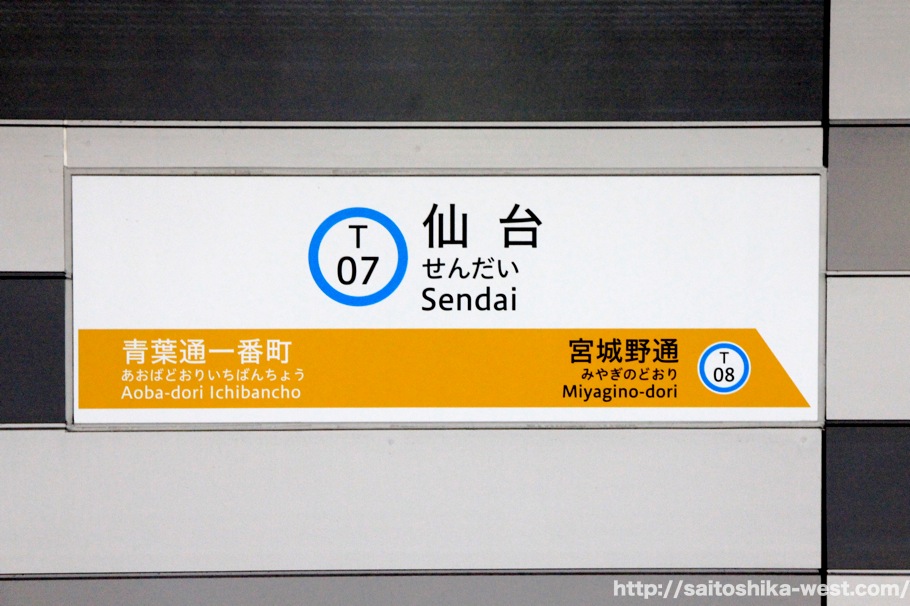 T
07
仙台
せんだい
Sendai
青葉通一番町
あおばどおりいちばんちょう
Aoba-dori Ichibancho
宮城野通
みやぎのどおり
Miyagino-dori
T
08
http://saitoshika-west.com/